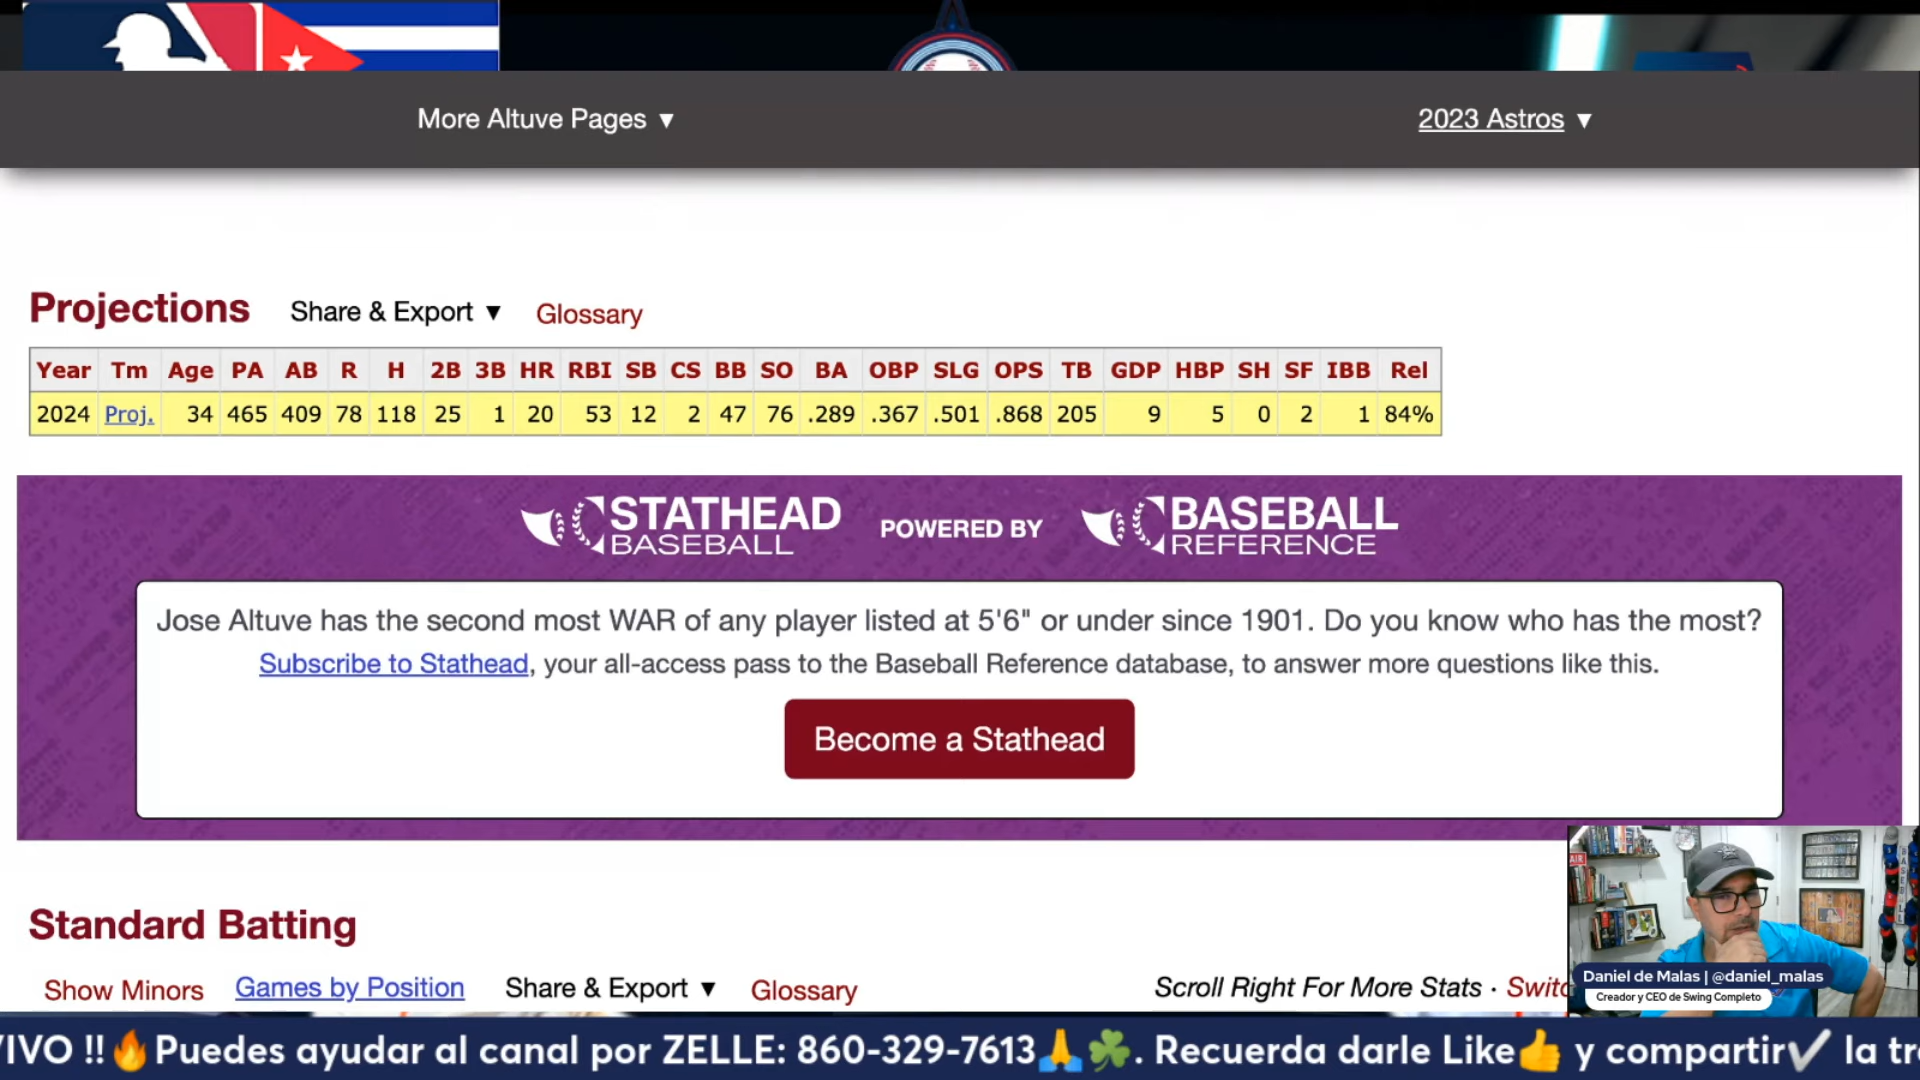 More Altuve Pages ▼
2023 Astros ▼
Projections Share & Export ▼ Glossary
Year Tm Age PA AB R H 2B 3B HR RBI SB CS BB SO BA OBP SLG OPS TB GDP HBP SH SF IBB Rel
2024 Proj. 34 465 409 78 118 25 1 20 53 12 2 47 76 .289 .367 .501 .868 205 9 5 0 2 1 84%
STATHEAD BASEBALL POWERED BY BASEBALL REFERENCE
Jose Altuve has the second most WAR of any player listed at 5'6" or under since 1901. Do you know who has the most?
Subscribe to Stathead, your all-access pass to the Baseball Reference database, to answer more questions like this.
Become a Stathead
Standard Batting
Show Minors Games by Position Share & Export ▼ Glossary
Scroll Right For More Stats · Switc
AIR
Daniel de Malas | @daniel_malas
Creador y CEO de Swing Completo
VIVO !!🔥Puedes ayudar al canal por ZELLE: 860-329-7613🙏☘️. Recuerda darle Like👍 y compartir✔ la tr